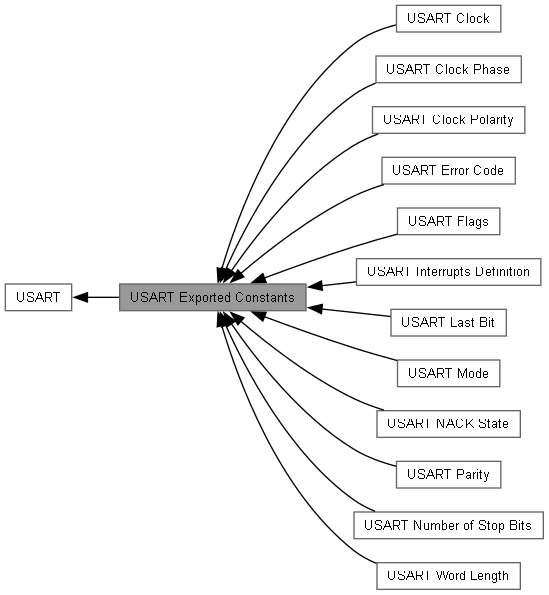 USART Clock
USART Clock Phase
USART Clock Polarity
USART Error Code
USART Flags
USART Interrupts Definition
USART
USART Exported Constants
USART Last Bit
USART Mode
USART NACK State
USART Parity
USART Number of Stop Bits
USART Word Length